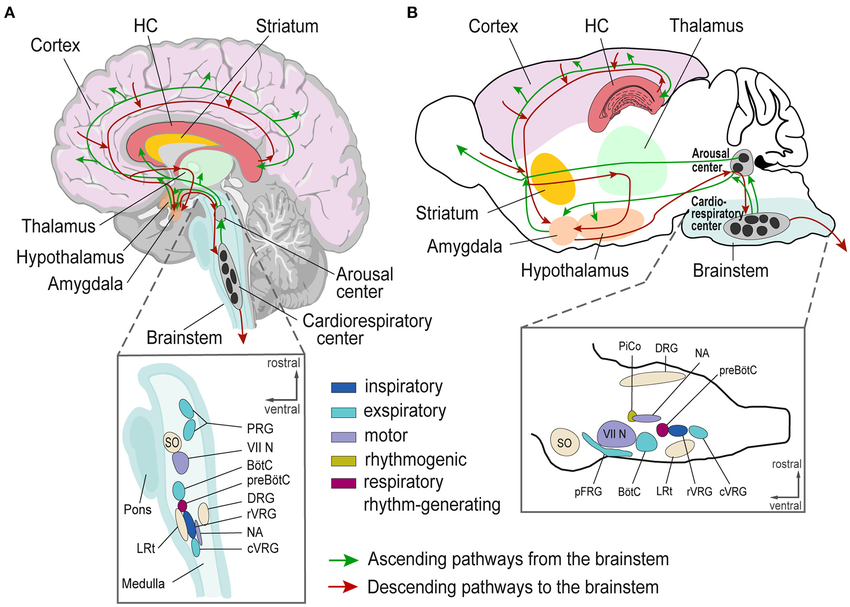 A
HC
Striatum
Cortex
Thalamus
Hypothalamus
Amygdala
Arousal
center
Cardiorespiratory
center
Brainstem
rostral
ventral
PRG
SO
VII N
BötC
preBötC
DRG
rVRG
NA
cVRG
LRt
Pons
Medulla
inspiratory
exspiratory
motor
rhythmogenic
respiratory
rhythm-generating
B
Cortex
HC
Thalamus
Arousal
center
Cardio-
respiratory
center
Striatum
Amygdala
Hypothalamus
Brainstem
PiCo
DRG
NA
preBötC
SO
VII N
pFRG
BötC
LRt
rVRG
cVRG
rostral
ventral
Ascending pathways from the brainstem
Descending pathways to the brainstem